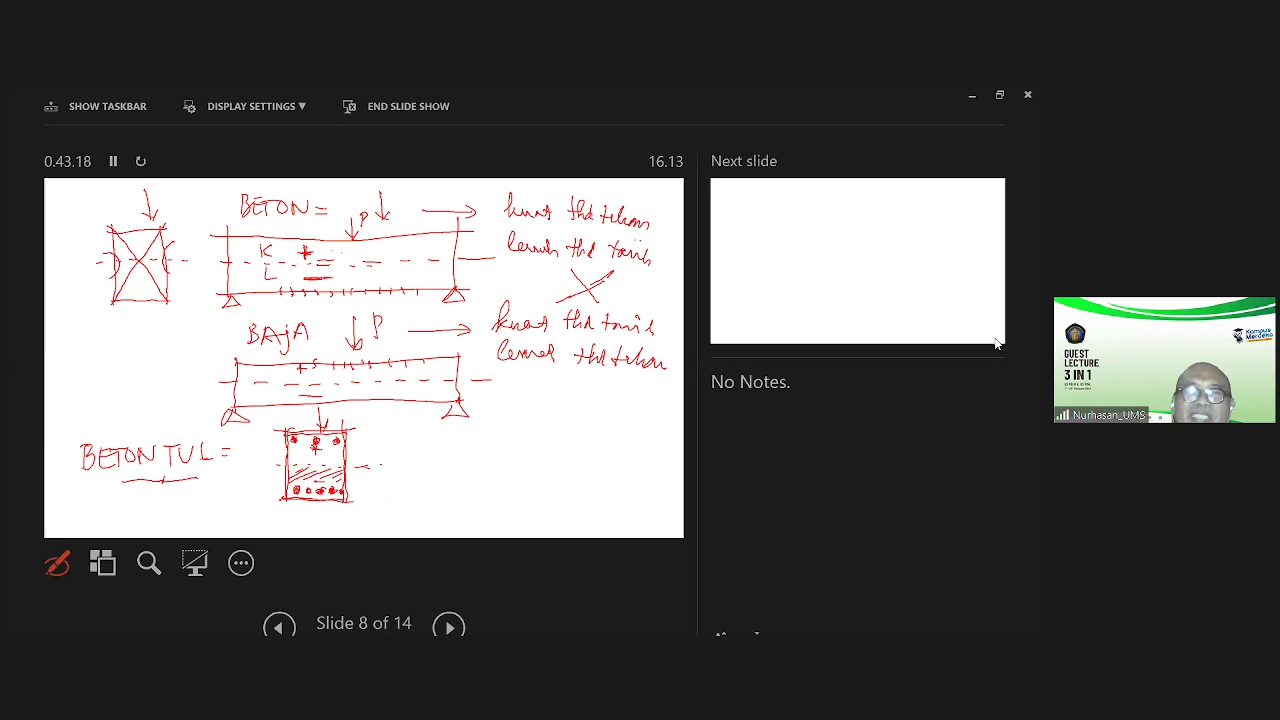 SHOW TASKBAR
DISPLAY SETTINGS ▼
END SLIDE SHOW
0.43.18
16.13
Next slide
BETON =
P
kuat thd tekan
lemah thd tarik
K +
L
BAJA
P
kuat thd tarik
lemah thd tekan
BETON TUL =
No Notes.
Slide 8 of 14
GUEST
LECTURE
3 IN 1
Kampus
Merdeka
Nurhasan_UMS